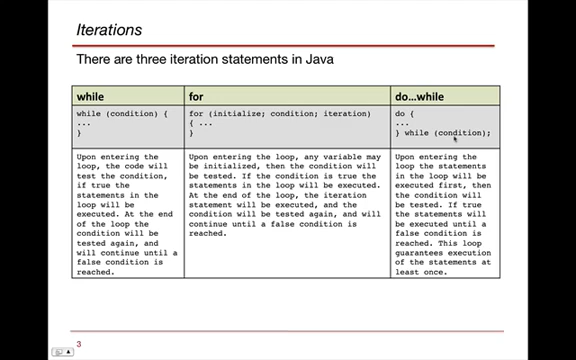 Iterations
There are three iteration statements in Java
while
for
do...while
while (condition) {
...
}
for (initialize; condition; iteration)
{ ...
}
do {
...
} while (condition);
Upon entering the
loop, the code will
test the condition,
if true the
statements in the
loop will be
executed. At the end
of the loop the
condition will be
tested again, and
will continue until a
false condition is
reached.
Upon entering the loop, any variable may
be initialized, then the condition will
be tested. If the condition is true the
statements in the loop will be executed.
At the end of the loop, the iteration
statement will be executed, and the
condition will be tested again, and will
continue until a false condition is
reached.
Upon entering the
loop the statements
in the loop will be
executed first, then
the condition will
be tested. If true
the statements will
be executed until a
false condition is
reached. This loop
guarantees execution
of the statements at
least once.
3